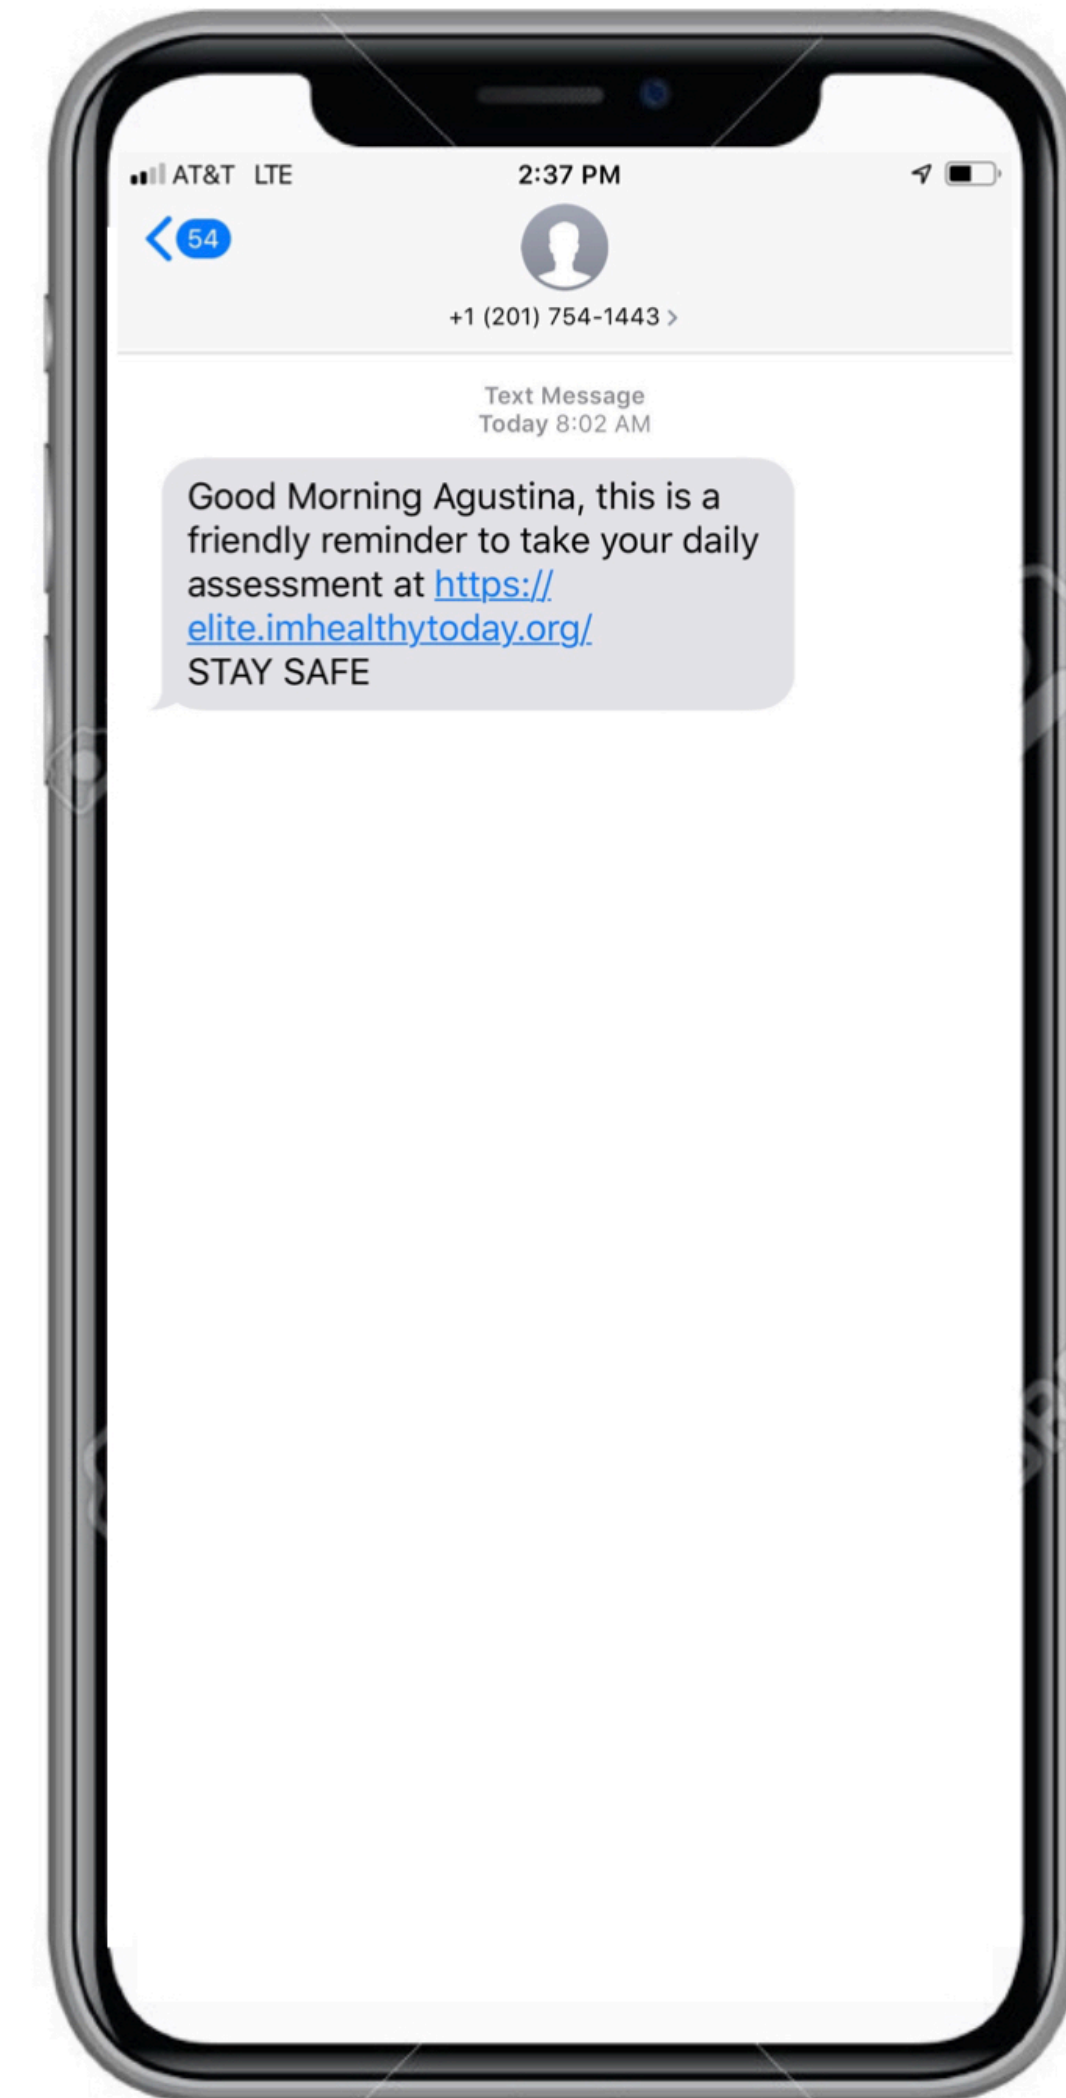 AT&T LTE 2:37 PM
54
+1 (201) 754-1443 >
Text Message
Today 8:02 AM
Good Morning Agustina, this is a
friendly reminder to take your daily
assessment at https://
elite.imhealthytoday.org/
STAY SAFE